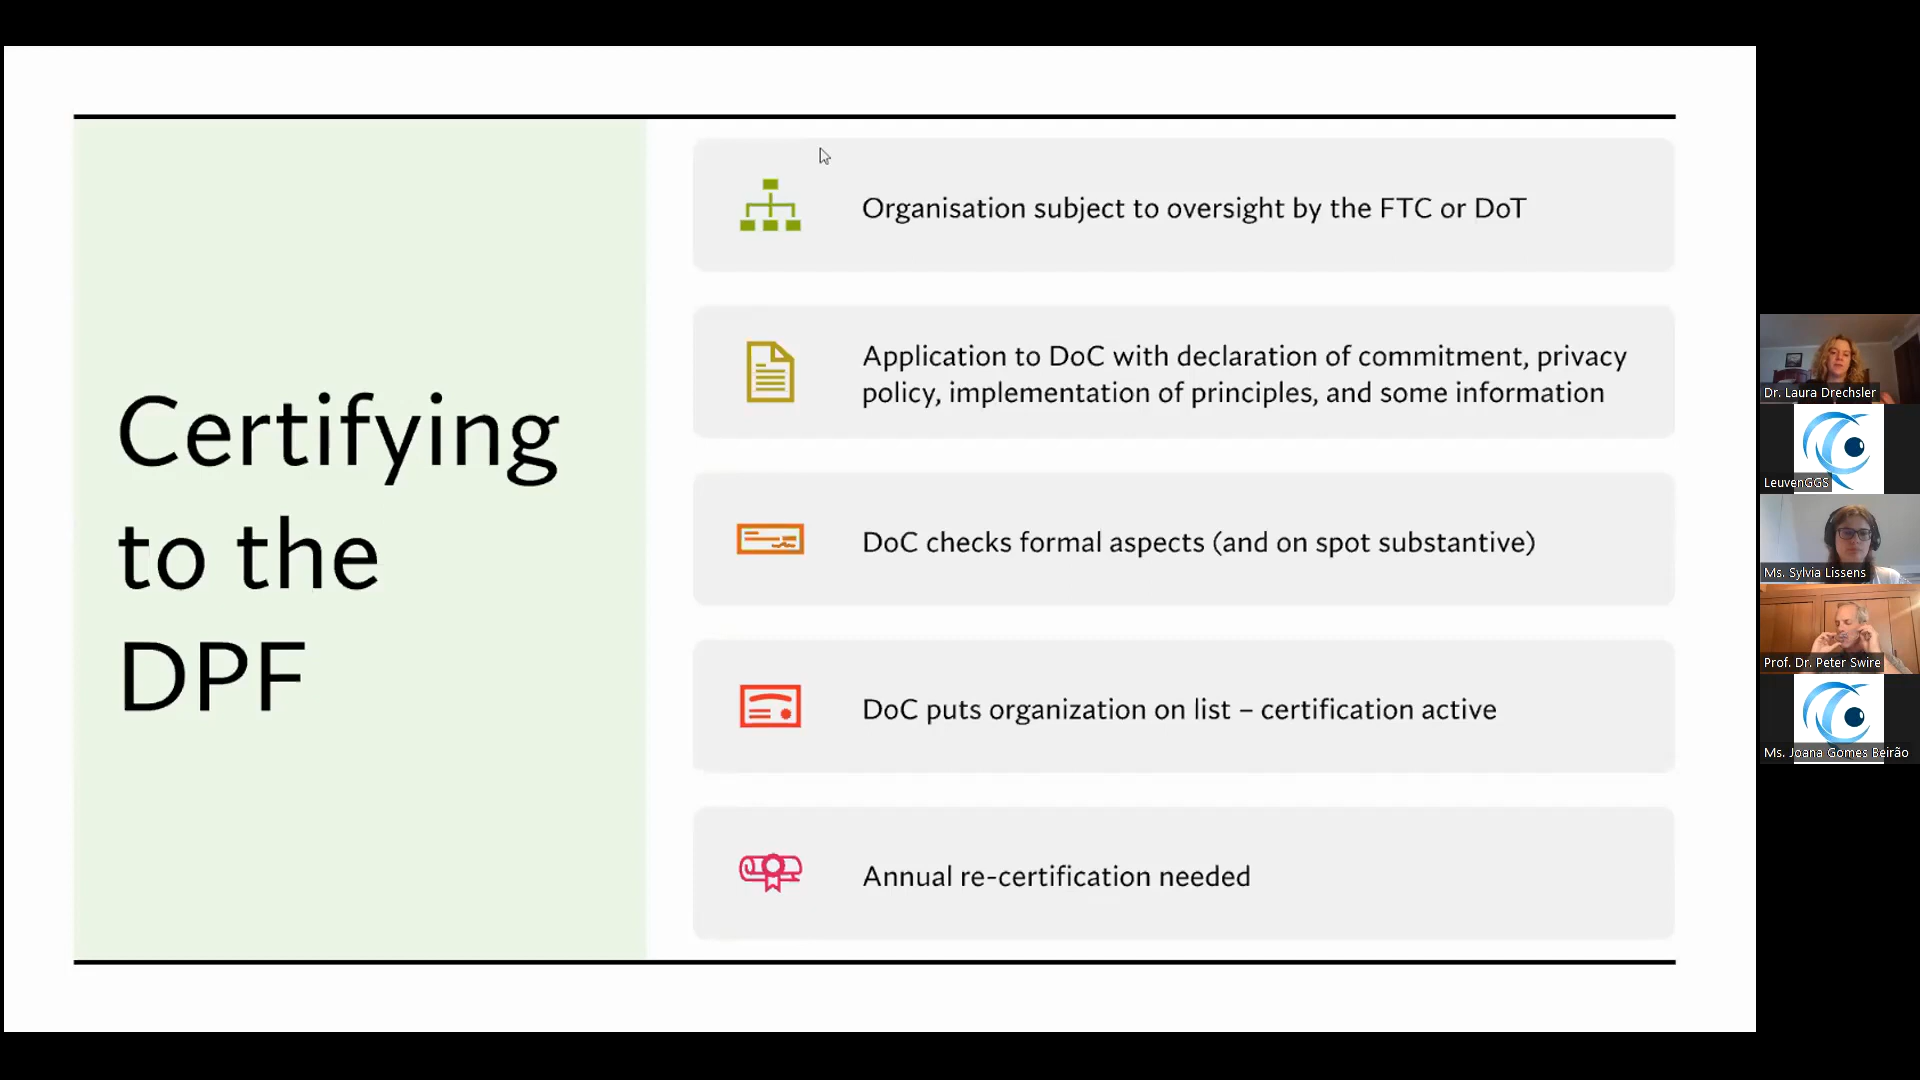 Certifying
to the
DPF
Organisation subject to oversight by the FTC or DoT
Application to DoC with declaration of commitment, privacy
policy, implementation of principles, and some information
DoC checks formal aspects (and on spot substantive)
DoC puts organization on list – certification active
Annual re-certification needed
Dr. Laura Drechsler
LeuvenGGS
Ms. Sylvia Lissens
Prof. Dr. Peter Swire
Ms. Joana Gomes Beirão